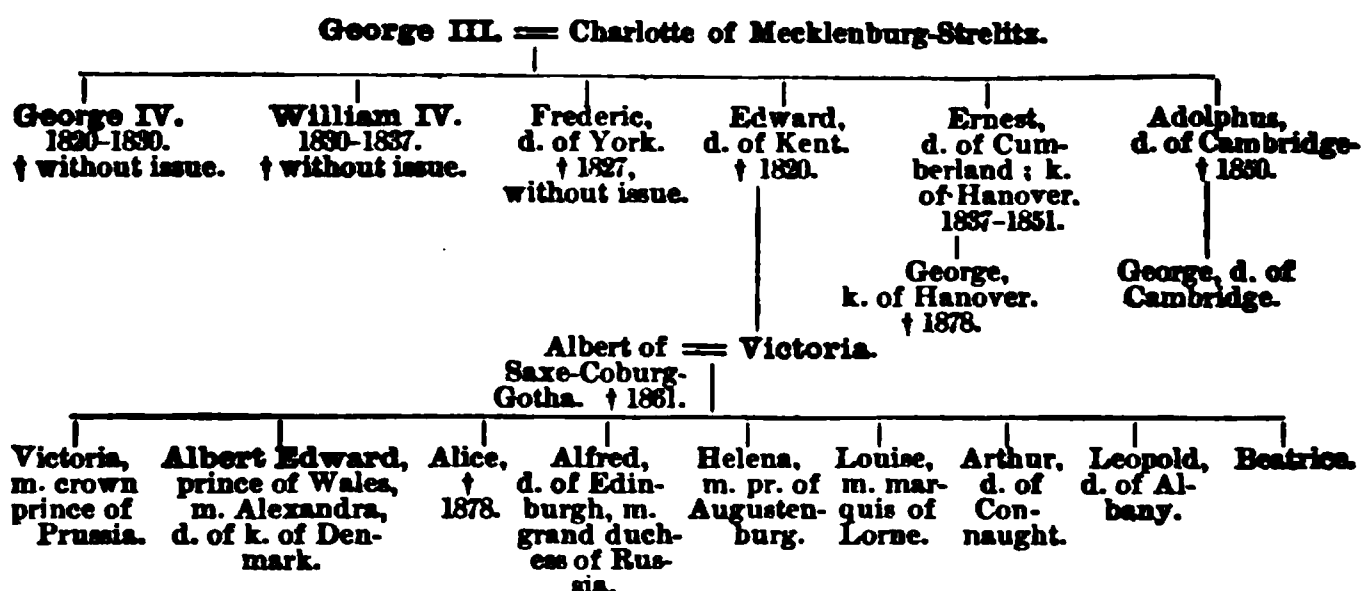 George III. = Charlotte of Mecklenburg-Strelitz.
George IV.
1820-1830.
† without issue.
William IV.
1830-1837.
† without issue.
Frederic,
d. of York.
† 1827,
without issue.
Edward,
d. of Kent.
† 1820.
Ernest,
d. of Cum-
berland; k.
of Hanover.
1837-1851.
Adolphus,
d. of Cambridge-
† 1850.
George,
k. of Hanover.
† 1878.
George, d. of
Cambridge.
Albert of = Victoria.
Saxe-Coburg-
Gotha. † 1861.
Victoria,
m. crown
prince of
Prussia.
Albert Edward,
prince of Wales,
m. Alexandra,
d. of k. of Den-
mark.
Alice,
†
1878.
Alfred,
d. of Edin-
burgh, m.
grand duch-
ess of Rus-
sia.
Helena,
m. pr. of
Augusten-
burg.
Louise,
m. mar-
quis of
Lorne.
Arthur,
d. of
Con-
naught.
Leopold,
d. of Al-
bany.
Beatrice.